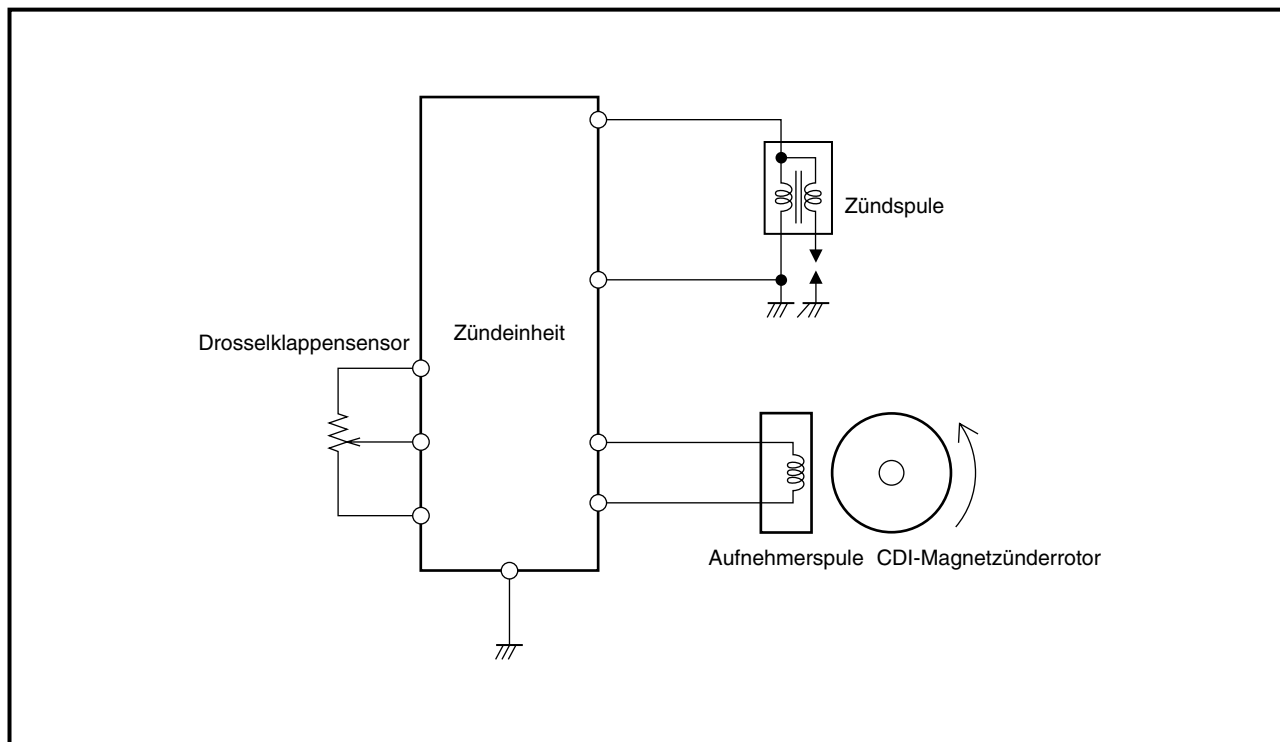 Zündspule
Zündeinheit
Drosselklappensensor
Aufnehmerspule CDI-Magnetzünderrotor